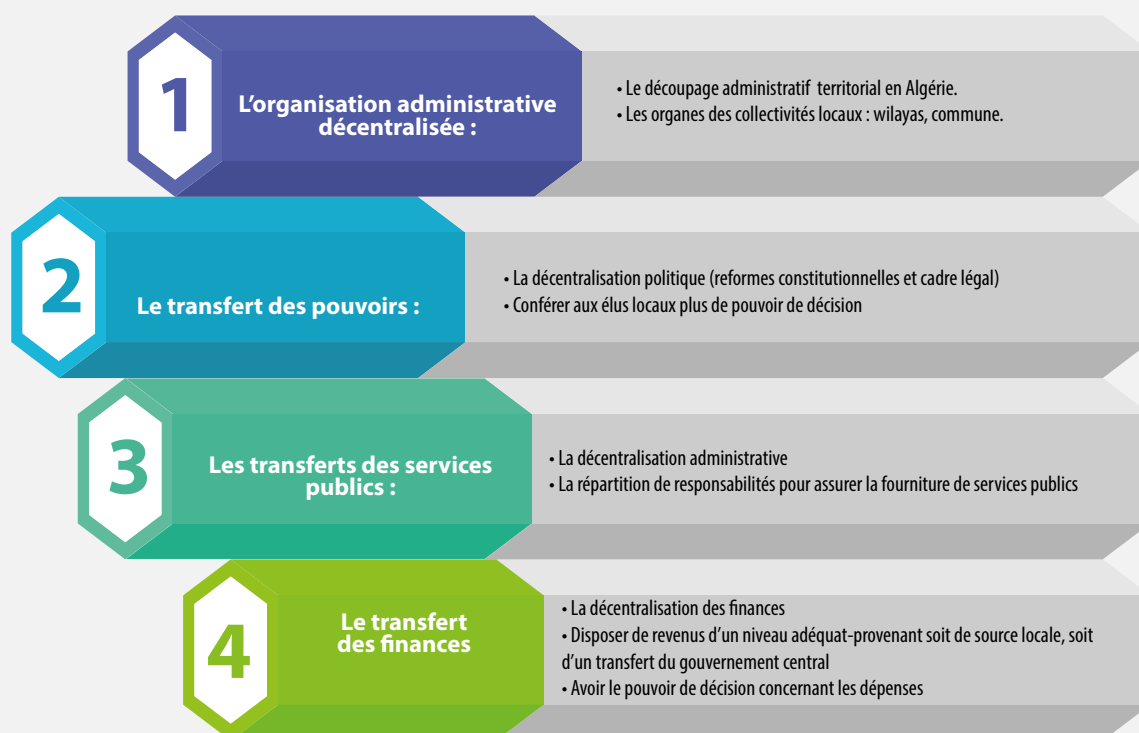 1
L'organisation administrative
décentralisée :
• Le découpage administratif territorial en Algérie.
• Les organes des collectivités locaux : wilayas, commune.
2
Le transfert des pouvoirs :
• La décentralisation politique (reformes constitutionnelles et cadre légal)
• Conférer aux élus locaux plus de pouvoir de décision
3
Les transferts des services
publics :
• La décentralisation administrative
• La répartition de responsabilités pour assurer la fourniture de services publics
4
Le transfert
des finances
• La décentralisation des finances
• Disposer de revenus d'un niveau adéquat-provenant soit de source locale, soit
d'un transfert du gouvernement central
• Avoir le pouvoir de décision concernant les dépenses